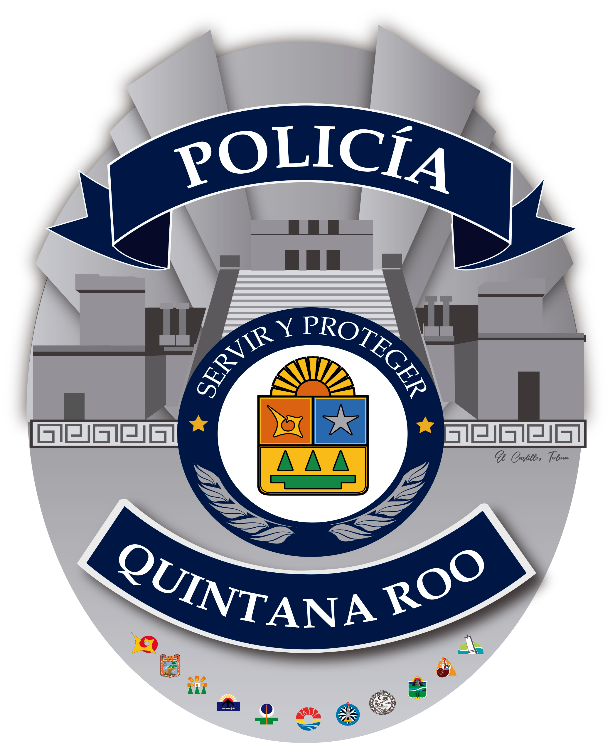 POLICÍA
SERVIR Y PROTEGER
El Castillo, Tulum
QUINTANA ROO